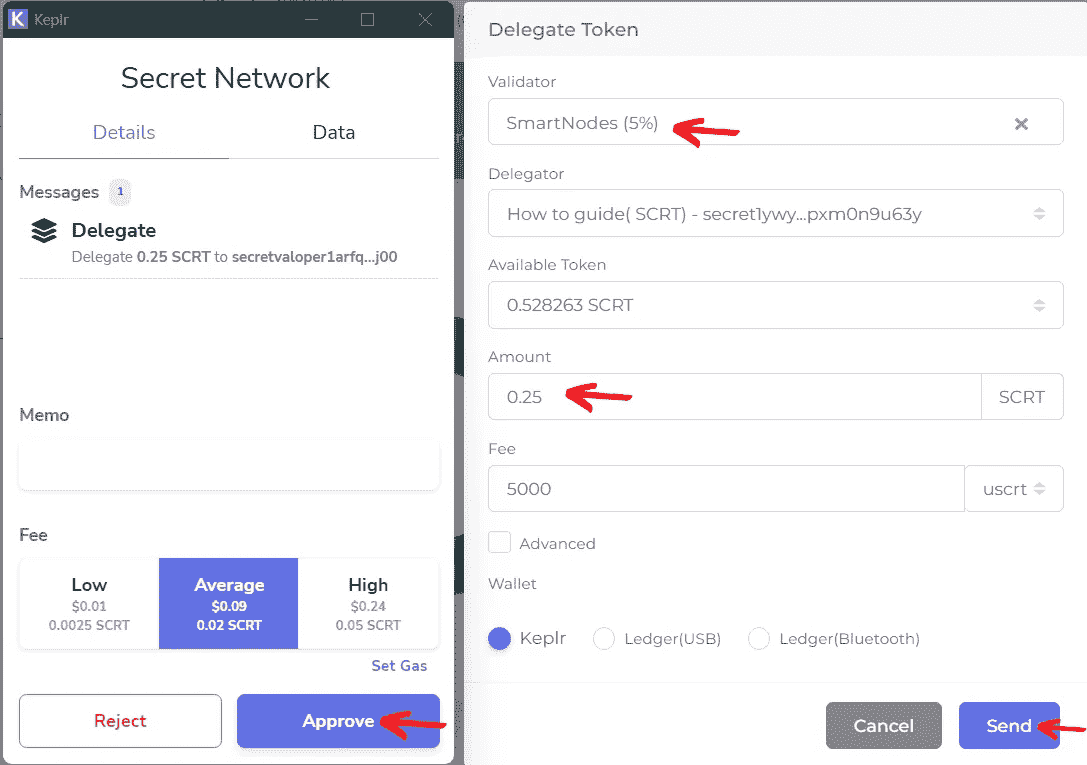 K Keplr
Secret Network
Details Data
Messages 1
Delegate
Delegate 0.25 SCRT to secretvaloper1arfq...j00
Memo
Fee
Low Average High
$0.01 $0.09 $0.24
0.0025 SCRT 0.02 SCRT 0.05 SCRT
Set Gas
Reject Approve
Delegate Token
Validator
SmartNodes (5%)
Delegator
How to guide( SCRT) - secret1ywy...pxm0n9u63y
Available Token
0.528263 SCRT
Amount
0.25 SCRT
Fee
5000 uscrt
Advanced
Wallet
Keplr Ledger(USB) Ledger(Bluetooth)
Cancel Send